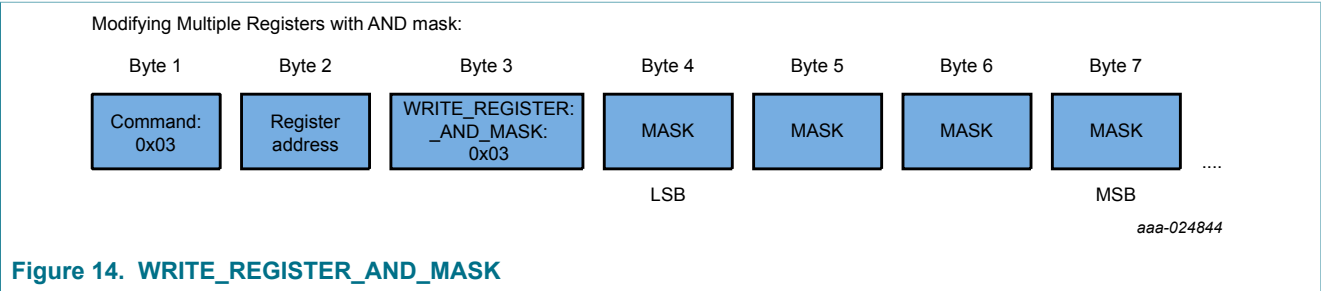 Modifying Multiple Registers with AND mask:
Byte 1 Byte 2 Byte 3 Byte 4 Byte 5 Byte 6 Byte 7
Command:
0x03
Register
address
WRITE_REGISTER:
_AND_MASK:
0x03
MASK
MASK
MASK
MASK
....
LSB MSB
aaa-024844
Figure 14. WRITE_REGISTER_AND_MASK